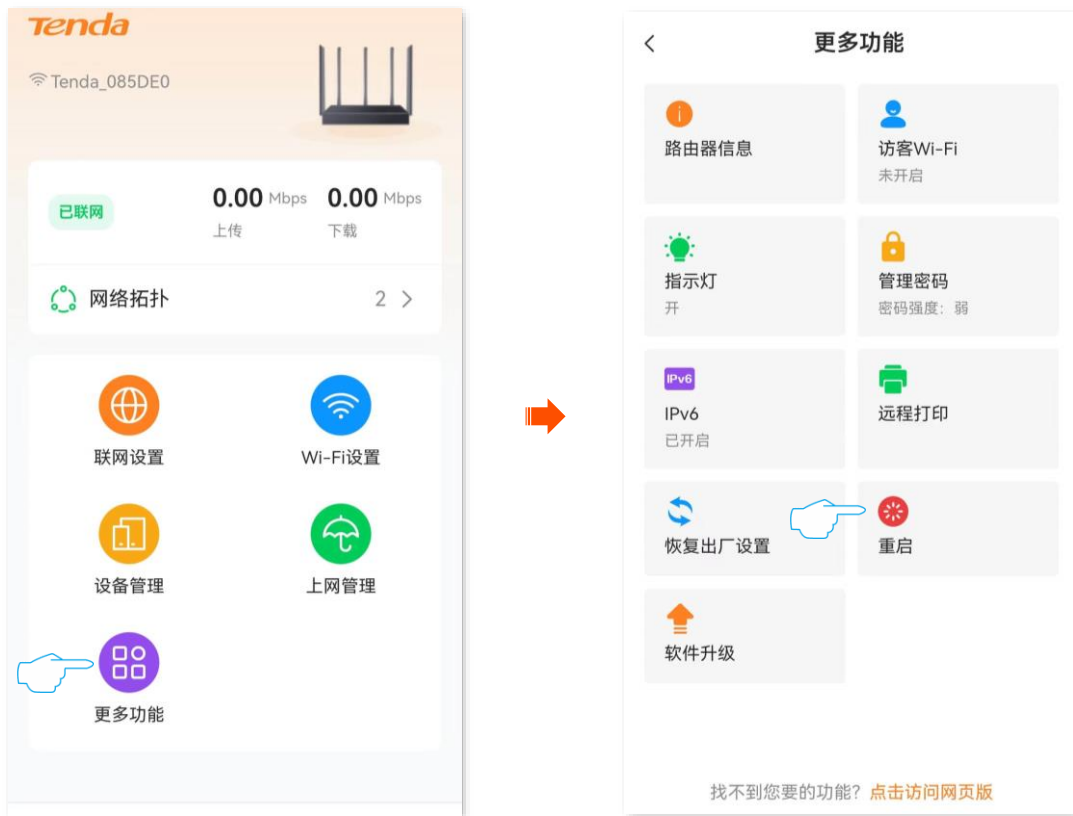 Tenda
Tenda_085DE0
已联网
0.00 Mbps 0.00 Mbps
上传 下载
网络拓扑 2
联网设置 Wi-Fi设置
设备管理 上网管理
更多功能
更多功能
路由器信息 访客Wi-Fi
未开启
指示灯 管理密码
开 密码强度：弱
IPv6
IPv6 远程打印
已开启
恢复出厂设置 重启
软件升级
找不到您要的功能？点击访问网页版